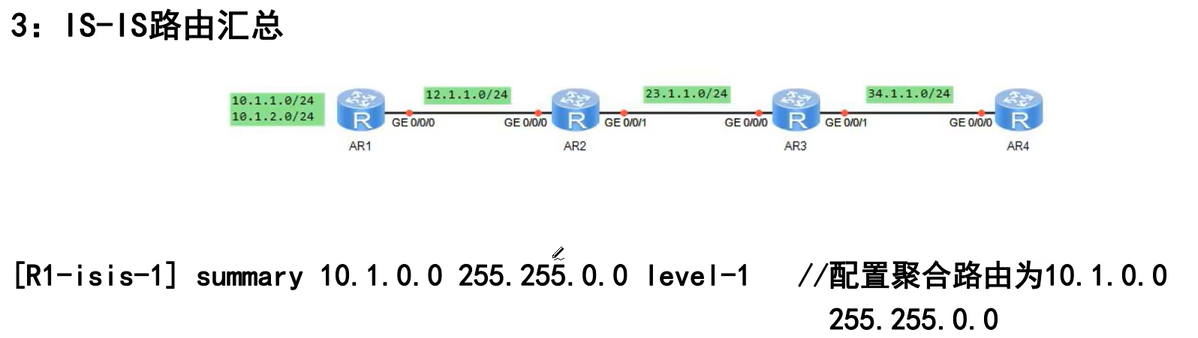 3：IS-IS路由汇总
10.1.1.0/24
10.1.2.0/24
12.1.1.0/24
23.1.1.0/24
34.1.1.0/24
R
R
R
R
GE 0/0/0
GE 0/0/0
GE 0/0/1
GE 0/0/0
GE 0/0/1
GE 0/0/0
AR1
AR2
AR3
AR4
[R1-isis-1] summary 10.1.0.0 255.255.0.0 level-1 //配置聚合路由为10.1.0.0
255.255.0.0